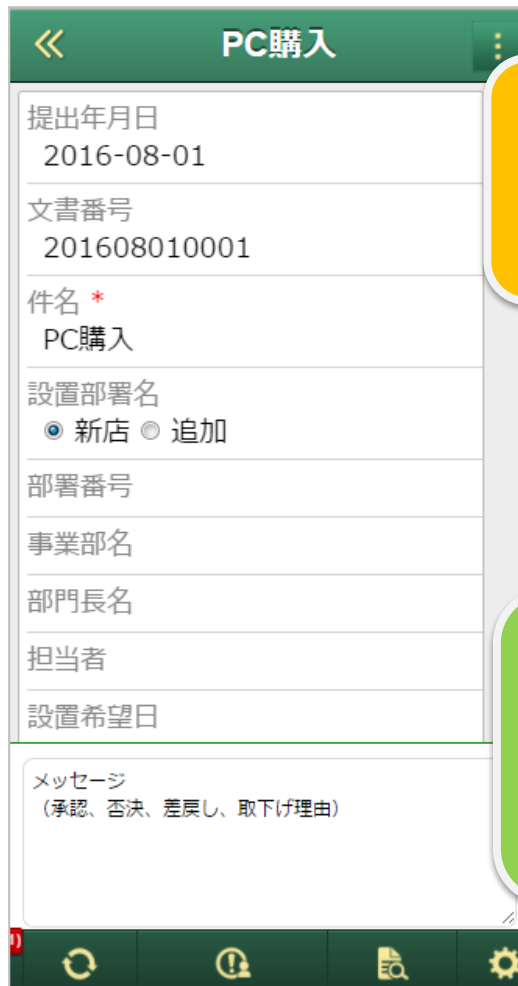 PC購入
提出年月日
2016-08-01
文書番号
201608010001
件名 *
PC購入
設置部署名
新店 追加
部署番号
事業部名
部門長名
担当者
設置希望日
メッセージ
（承認、否決、差戻し、取下げ理由）